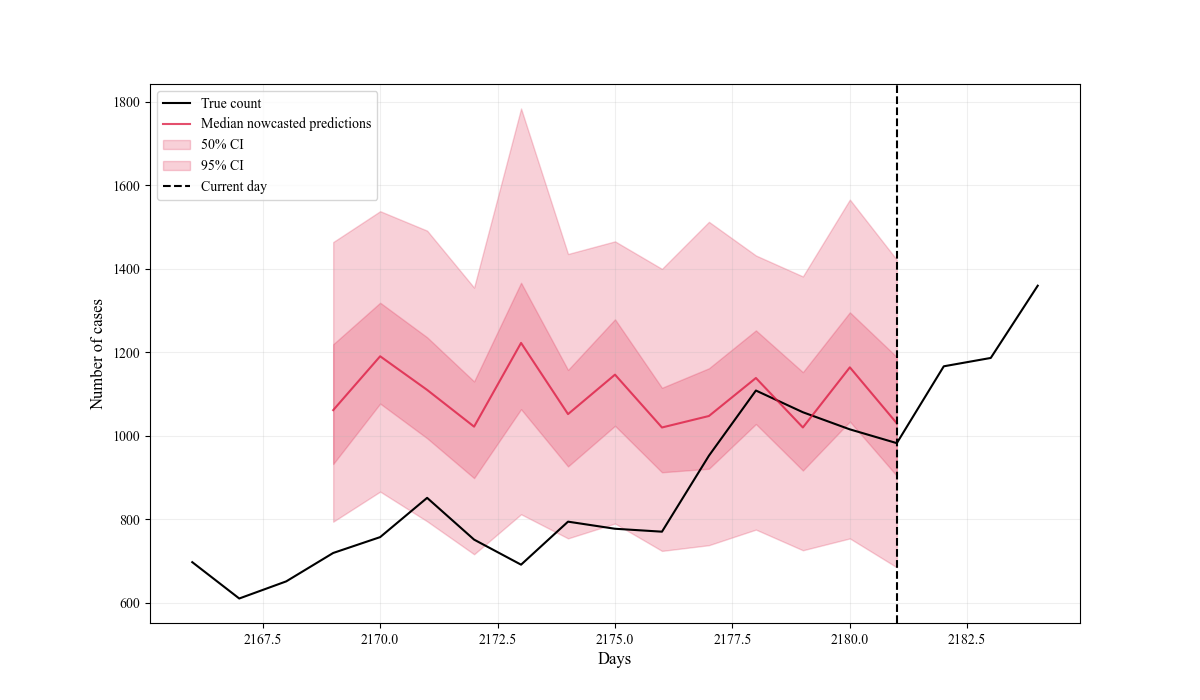 True count
Median nowcasted predictions
50% CI
95% CI
Current day
1800
1600
1400
1200
1000
800
600
Number of cases
2167.5 2170.0 2172.5 2175.0 2177.5 2180.0 2182.5
Days